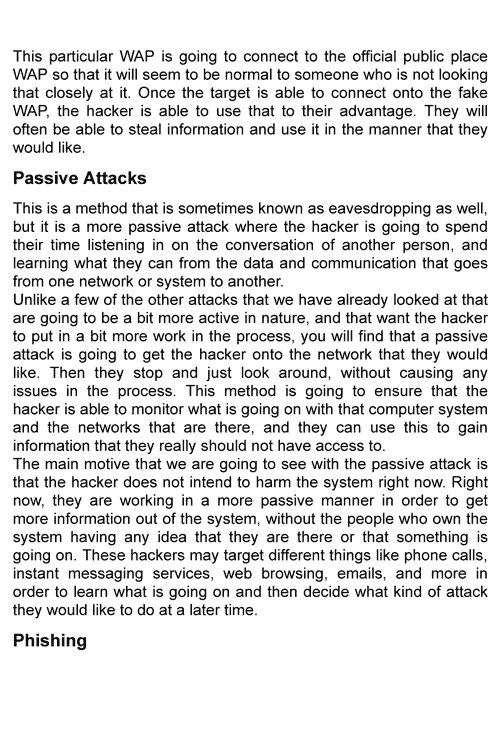 This particular WAP is going to connect to the official public place
WAP so that it will seem to be normal to someone who is not looking
that closely at it. Once the target is able to connect onto the fake
WAP, the hacker is able to use that to their advantage. They will
often be able to steal information and use it in the manner that they
would like.
Passive Attacks
This is a method that is sometimes known as eavesdropping as well,
but it is a more passive attack where the hacker is going to spend
their time listening in on the conversation of another person, and
learning what they can from the data and communication that goes
from one network or system to another.
Unlike a few of the other attacks that we have already looked at that
are going to be a bit more active in nature, and that want the hacker
to put in a bit more work in the process, you will find that a passive
attack is going to get the hacker onto the network that they would
like. Then they stop and just look around, without causing any
issues in the process. This method is going to ensure that the
hacker is able to monitor what is going on with that computer system
and the networks that are there, and they can use this to gain
information that they really should not have access to.
The main motive that we are going to see with the passive attack is
that the hacker does not intend to harm the system right now. Right
now, they are working in a more passive manner in order to get
more information out of the system, without the people who own the
system having any idea that they are there or that something is
going on. These hackers may target different things like phone calls,
instant messaging services, web browsing, emails, and more in
order to learn what is going on and then decide what kind of attack
they would like to do at a later time.
Phishing